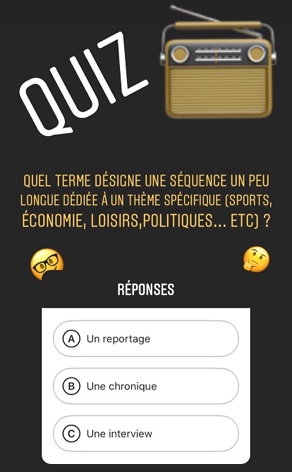 QUIZ
QUEL TERME DÉSIGNE UNE SÉQUENCE UN PEU
LONGUE DÉDIÉE À UN THÈME SPÉCIFIQUE (SPORTS,
ÉCONOMIE, LOISIRS,POLITIQUES... ETC) ?
RÉPONSES
A Un reportage
B Une chronique
C Une interview